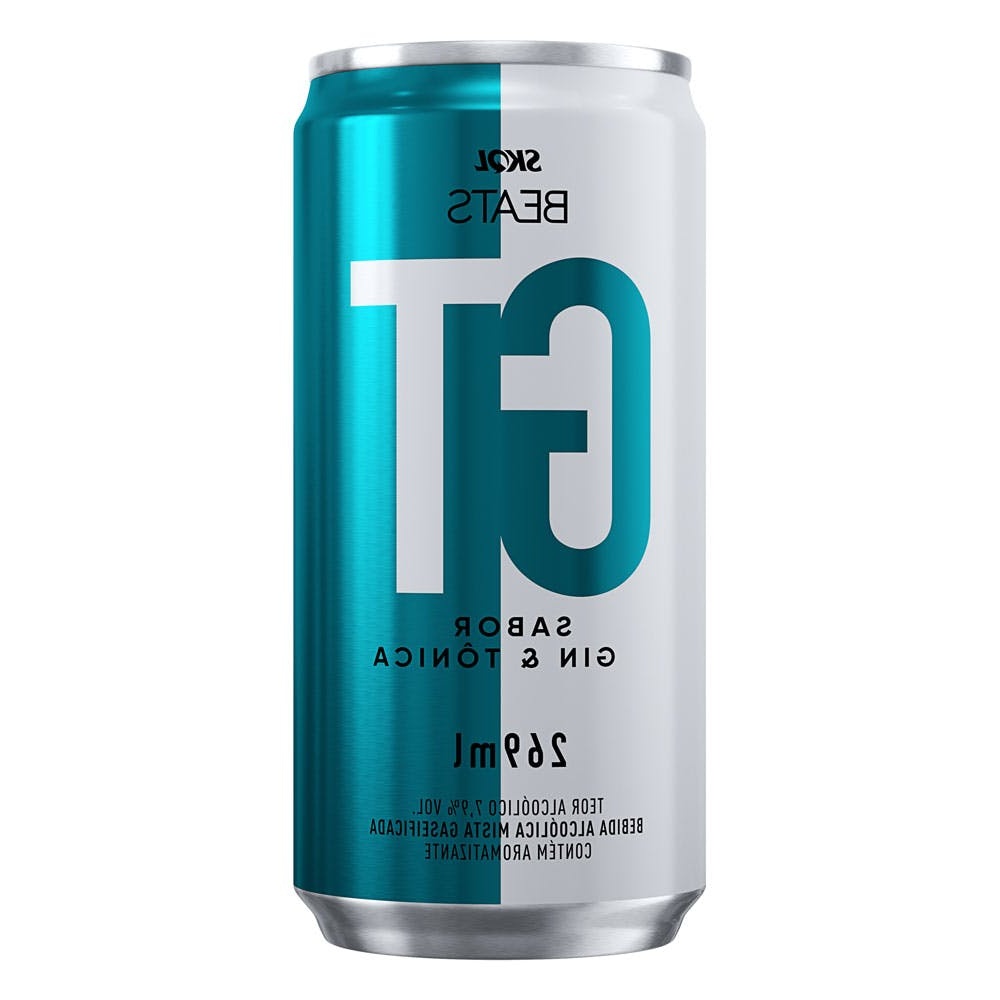 SKOL
BEATS
GT
SABOR
GIN & TÔNICA
269ml
TEOR ALCOÓLICO 7,9% VOL.
BEBIDA ALCOÓLICA MISTA GASEIFICADA
CONTÉM AROMATIZANTE